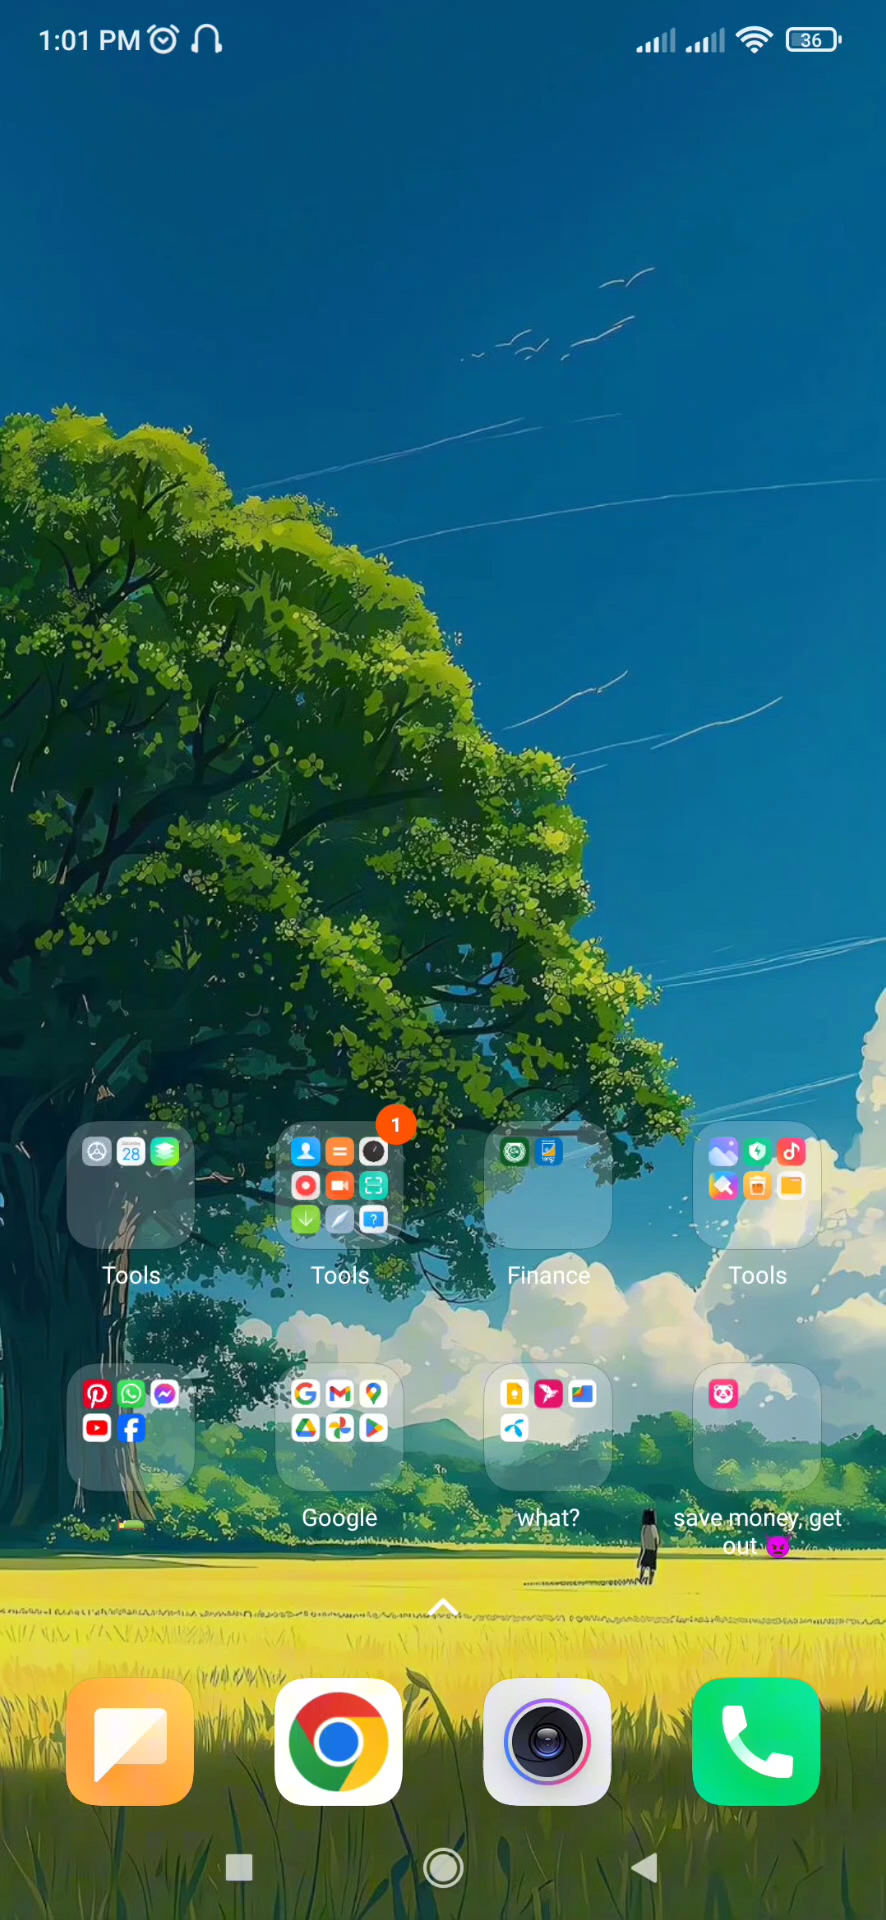 1:01 PM
36
1
28
Tools
Tools
Finance
Tools
Google
what?
save money, get
out 👿